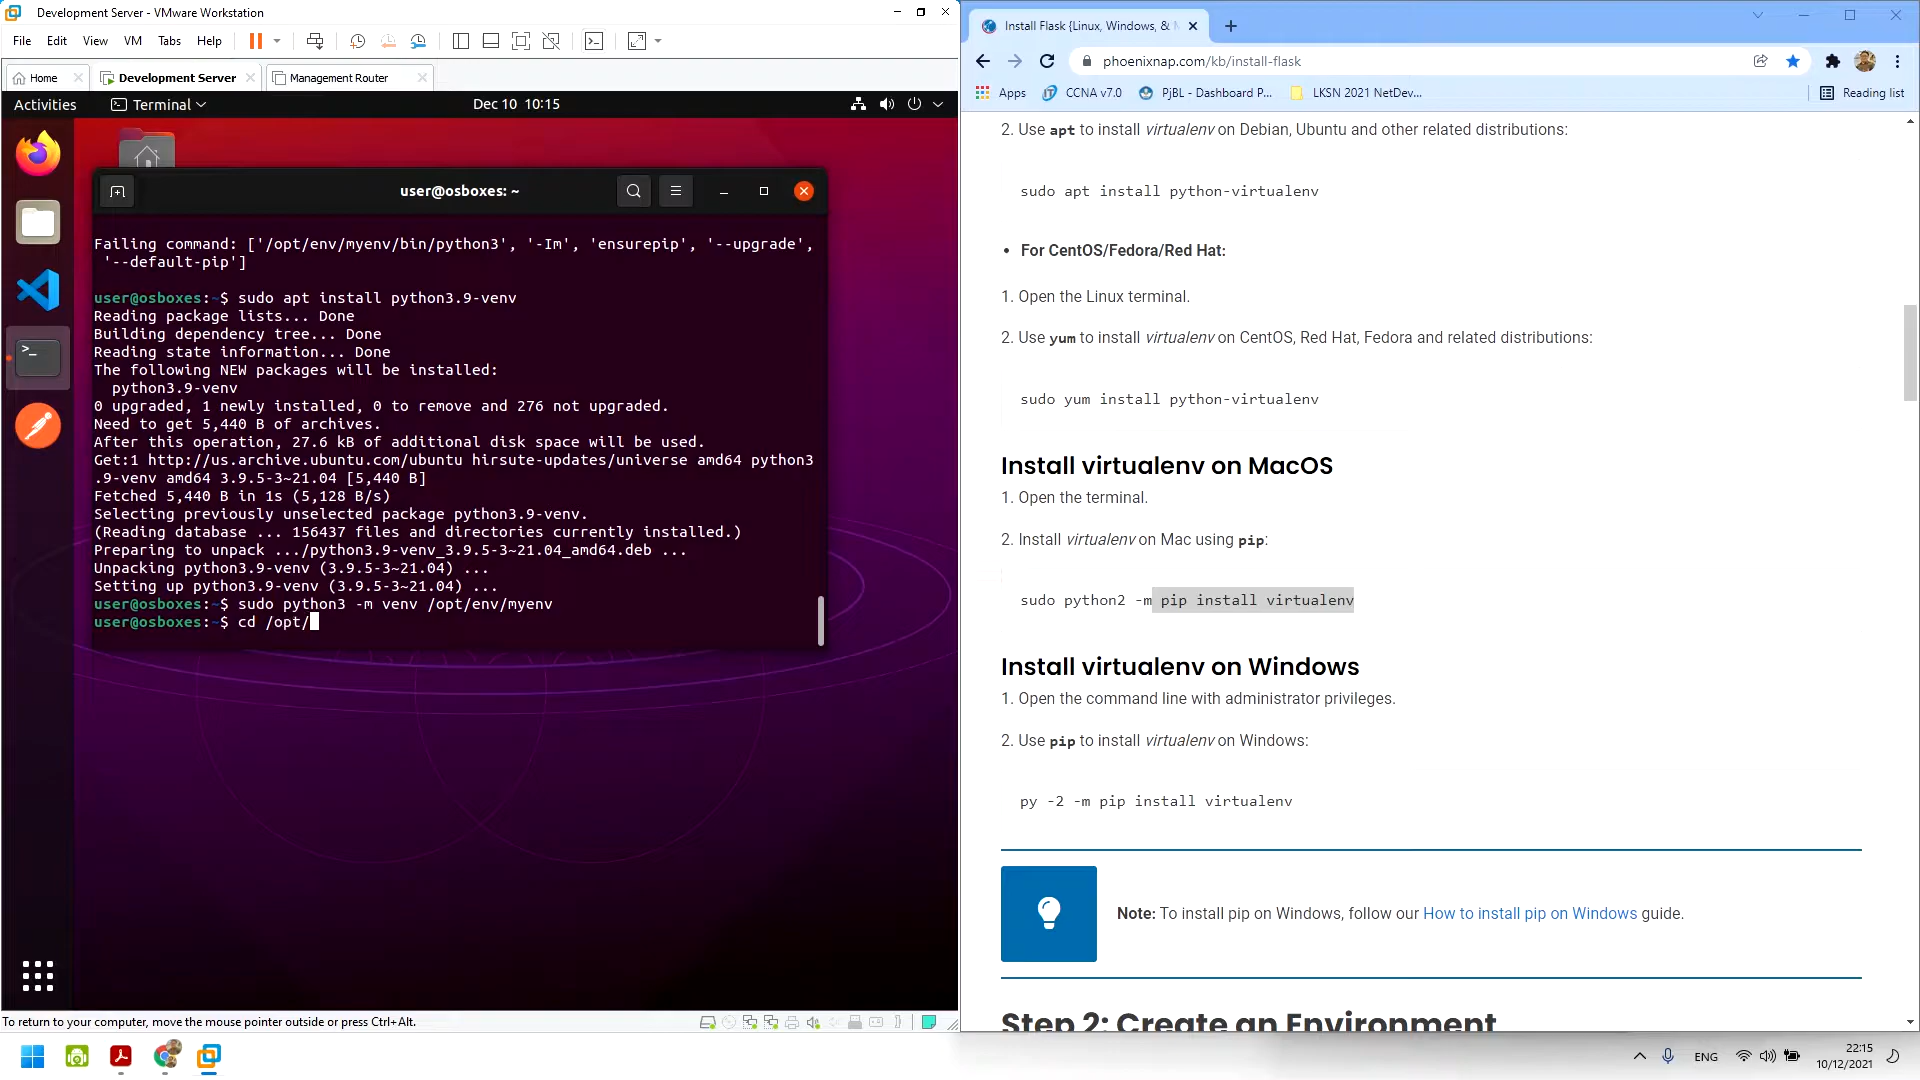 Development Server - VMware Workstation
File Edit View VM Tabs Help
Home
Development Server
Management Router
Activities
Terminal
Dec 10 10:15
user@osboxes: ~
Failing command: ['/opt/env/myenv/bin/python3', '-Im', 'ensurepip', '--upgrade',
'--default-pip']
user@osboxes:~$ sudo apt install python3.9-venv
Reading package lists... Done
Building dependency tree... Done
Reading state information... Done
The following NEW packages will be installed:
python3.9-venv
0 upgraded, 1 newly installed, 0 to remove and 276 not upgraded.
Need to get 5,440 B of archives.
After this operation, 27.6 kB of additional disk space will be used.
Get:1 http://us.archive.ubuntu.com/ubuntu hirsute-updates/universe amd64 python3
.9-venv amd64 3.9.5-3~21.04 [5,440 B]
Fetched 5,440 B in 1s (5,128 B/s)
Selecting previously unselected package python3.9-venv.
(Reading database ... 156437 files and directories currently installed.)
Preparing to unpack .../python3.9-venv_3.9.5-3~21.04_amd64.deb ...
Unpacking python3.9-venv (3.9.5-3~21.04) ...
Setting up python3.9-venv (3.9.5-3~21.04) ...
user@osboxes:~$ sudo python3 -m venv /opt/env/myenv
user@osboxes:~$ cd /opt/
To return to your computer, move the mouse pointer outside or press Ctrl+Alt.
Install Flask {Linux, Windows, &
phoenixnap.com/kb/install-flask
Apps
CCNA v7.0
PjBL - Dashboard P...
LKSN 2021 NetDev...
Reading list
2. Use apt to install virtualenv on Debian, Ubuntu and other related distributions:
sudo apt install python-virtualenv
• For CentOS/Fedora/Red Hat:
1. Open the Linux terminal.
2. Use yum to install virtualenv on CentOS, Red Hat, Fedora and related distributions:
sudo yum install python-virtualenv
Install virtualenv on MacOS
1. Open the terminal.
2. Install virtualenv on Mac using pip:
sudo python2 -m pip install virtualenv
Install virtualenv on Windows
1. Open the command line with administrator privileges.
2. Use pip to install virtualenv on Windows:
py -2 -m pip install virtualenv
Note: To install pip on Windows, follow our How to install pip on Windows guide.
Step 2: Create an Environment
ENG
22:15
10/12/2021